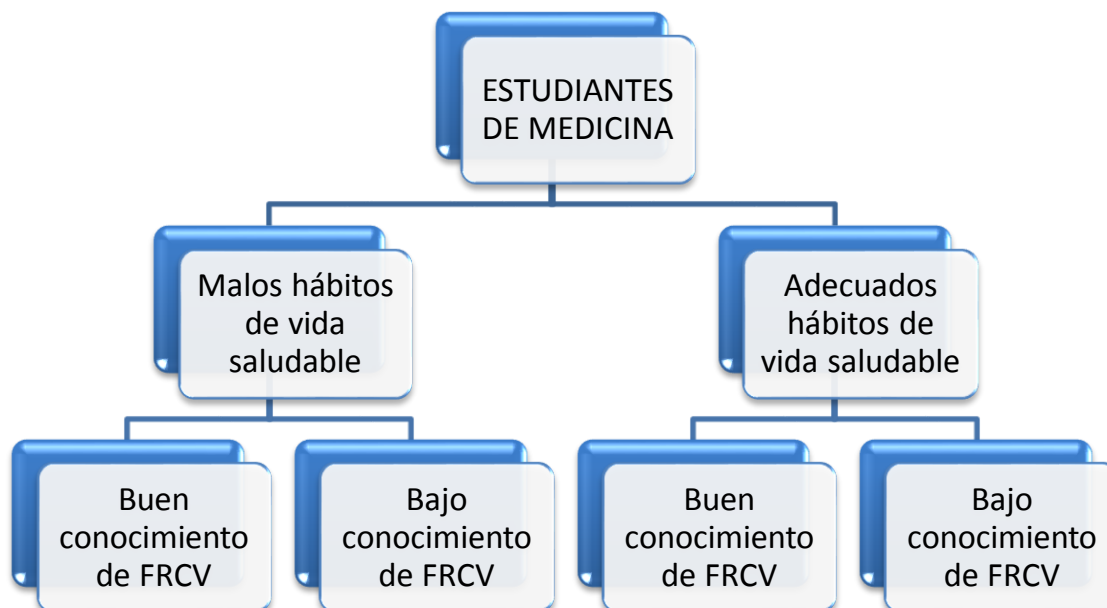 ESTUDIANTES
DE MEDICINA
Malos hábitos
de vida
saludable
Adecuados
hábitos de
vida saludable
Buen
conocimiento
de FRCV
Bajo
conocimiento
de FRCV
Buen
conocimiento
de FRCV
Bajo
conocimiento
de FRCV